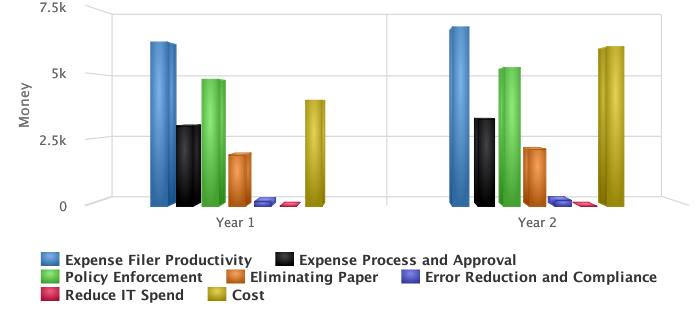 7.5k
5k
2.5k
0
Money
Year 1
Year 2
Expense Filer Productivity
Expense Process and Approval
Policy Enforcement
Eliminating Paper
Error Reduction and Compliance
Reduce IT Spend
Cost